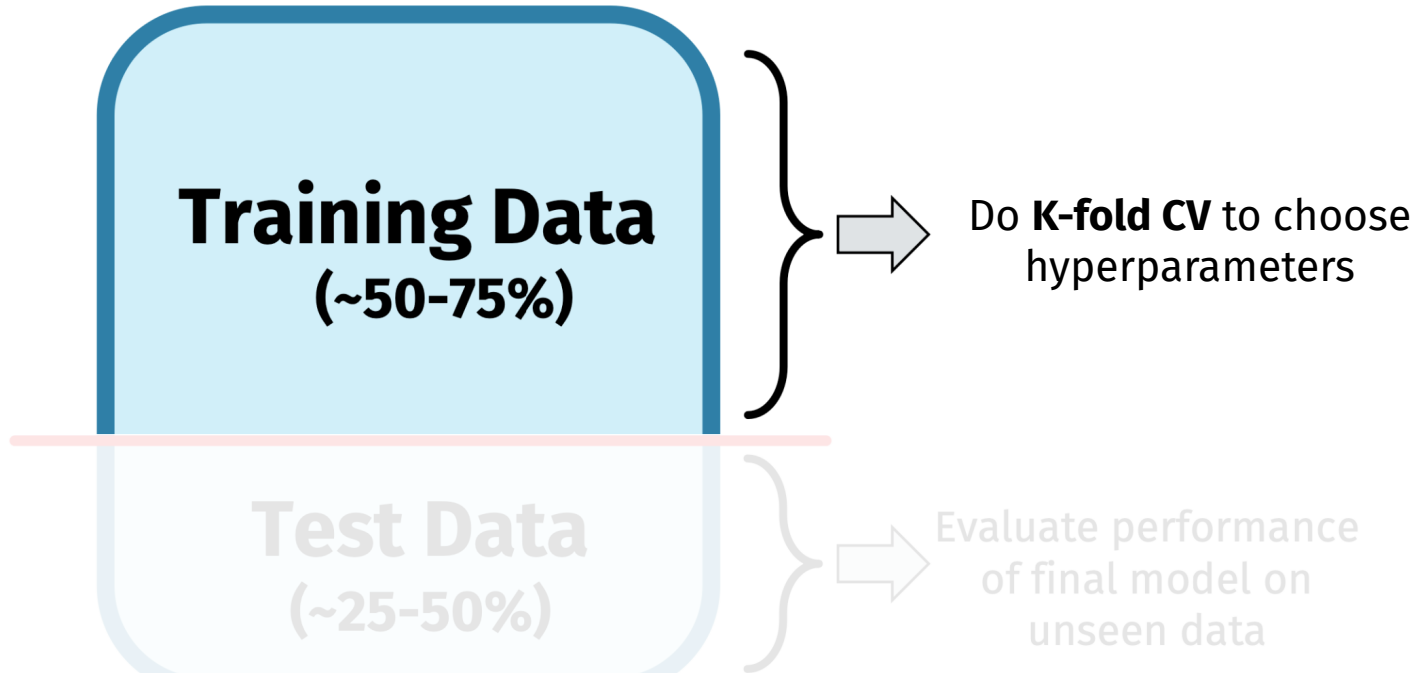 Training Data
(~50-75%)
Do K-fold CV to choose
hyperparameters
Test Data
(~25-50%)
Evaluate performance
of final model on
unseen data